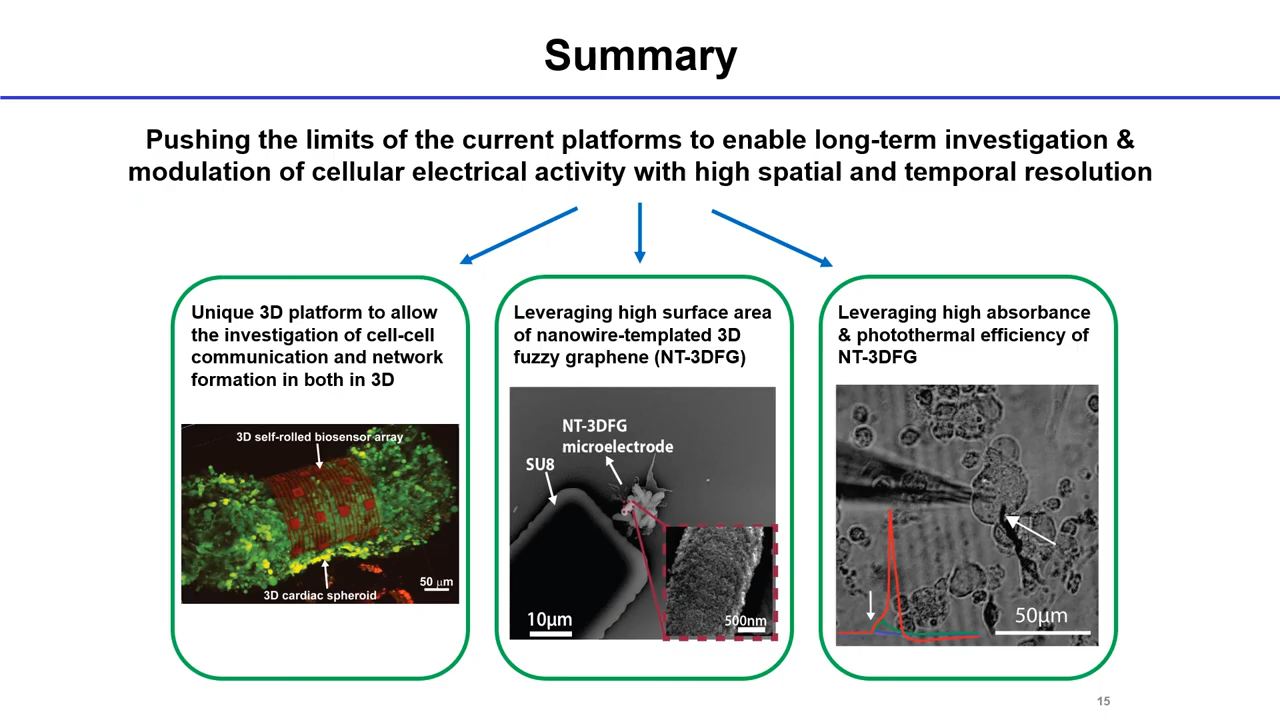 Summary
Pushing the limits of the current platforms to enable long-term investigation &
modulation of cellular electrical activity with high spatial and temporal resolution
Unique 3D platform to allow
the investigation of cell-cell
communication and network
formation in both in 3D
3D self-rolled biosensor array
50 μm
3D cardiac spheroid
Leveraging high surface area
of nanowire-templated 3D
fuzzy graphene (NT-3DFG)
NT-3DFG
microelectrode
SU8
10μm
500nm
Leveraging high absorbance
& photothermal efficiency of
NT-3DFG
50μm
15